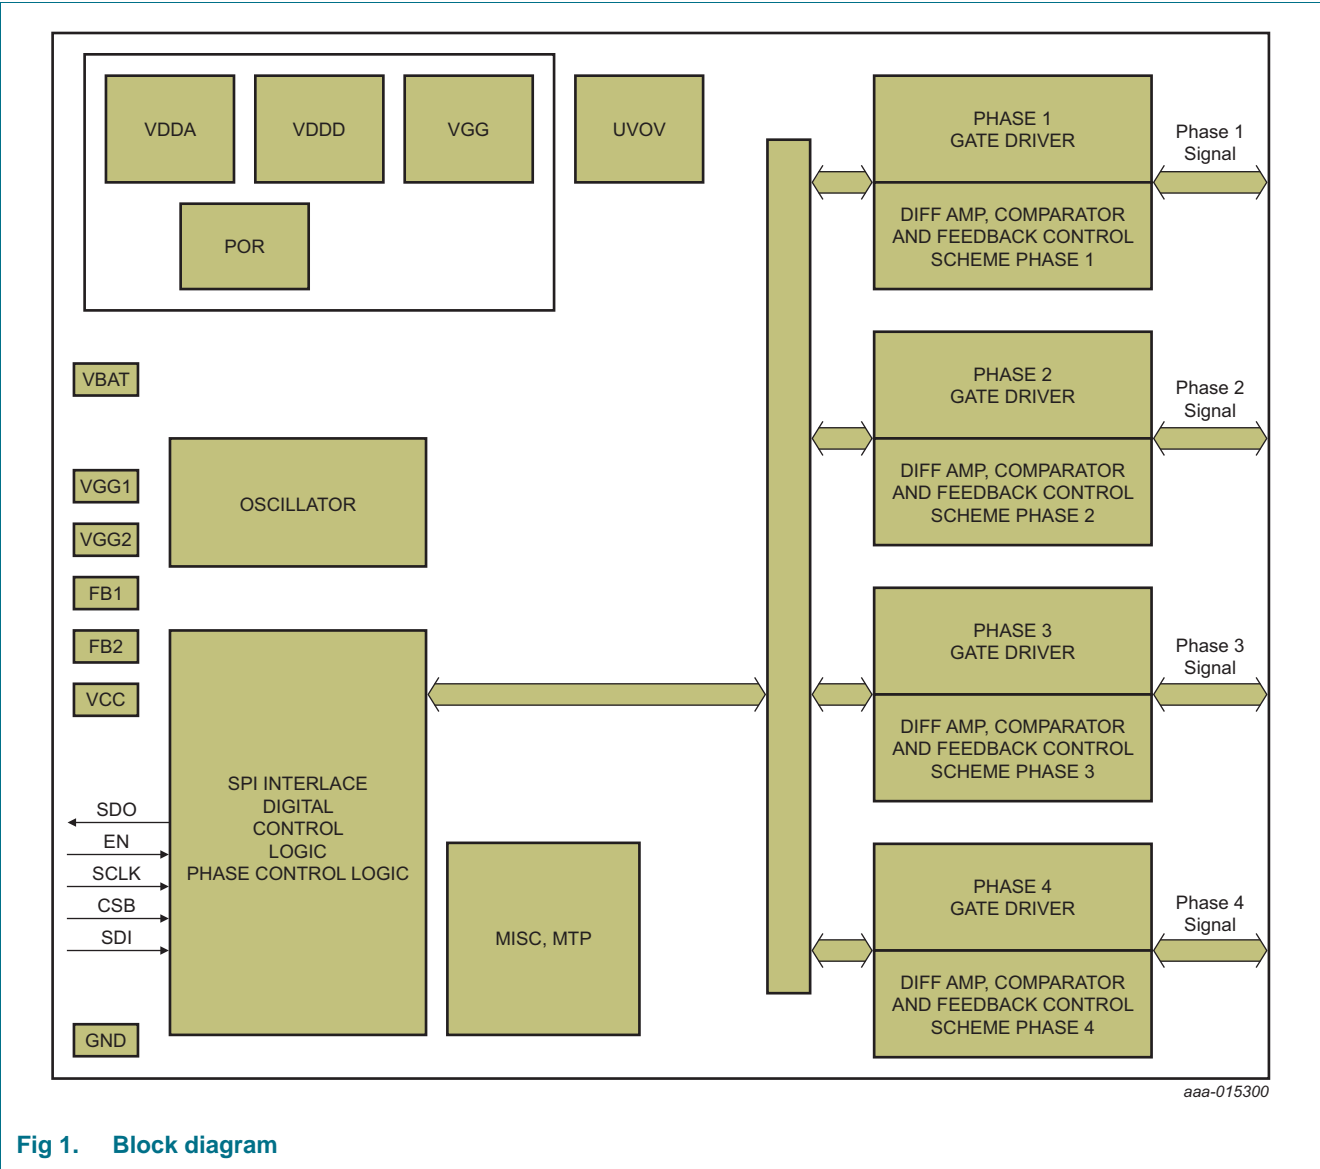 VDDA
VDDD
VGG
UVOV
POR
VBAT
VGG1
VGG2
FB1
FB2
VCC
OSCILLATOR
SPI INTERLACE
DIGITAL
CONTROL
LOGIC
PHASE CONTROL LOGIC
SDO
EN
SCLK
CSB
SDI
GND
MISC, MTP
PHASE 1
GATE DRIVER
DIFF AMP, COMPARATOR
AND FEEDBACK CONTROL
SCHEME PHASE 1
Phase 1
Signal
PHASE 2
GATE DRIVER
DIFF AMP, COMPARATOR
AND FEEDBACK CONTROL
SCHEME PHASE 2
Phase 2
Signal
PHASE 3
GATE DRIVER
DIFF AMP, COMPARATOR
AND FEEDBACK CONTROL
SCHEME PHASE 3
Phase 3
Signal
PHASE 4
GATE DRIVER
DIFF AMP, COMPARATOR
AND FEEDBACK CONTROL
SCHEME PHASE 4
Phase 4
Signal
aaa-015300
Fig 1. Block diagram